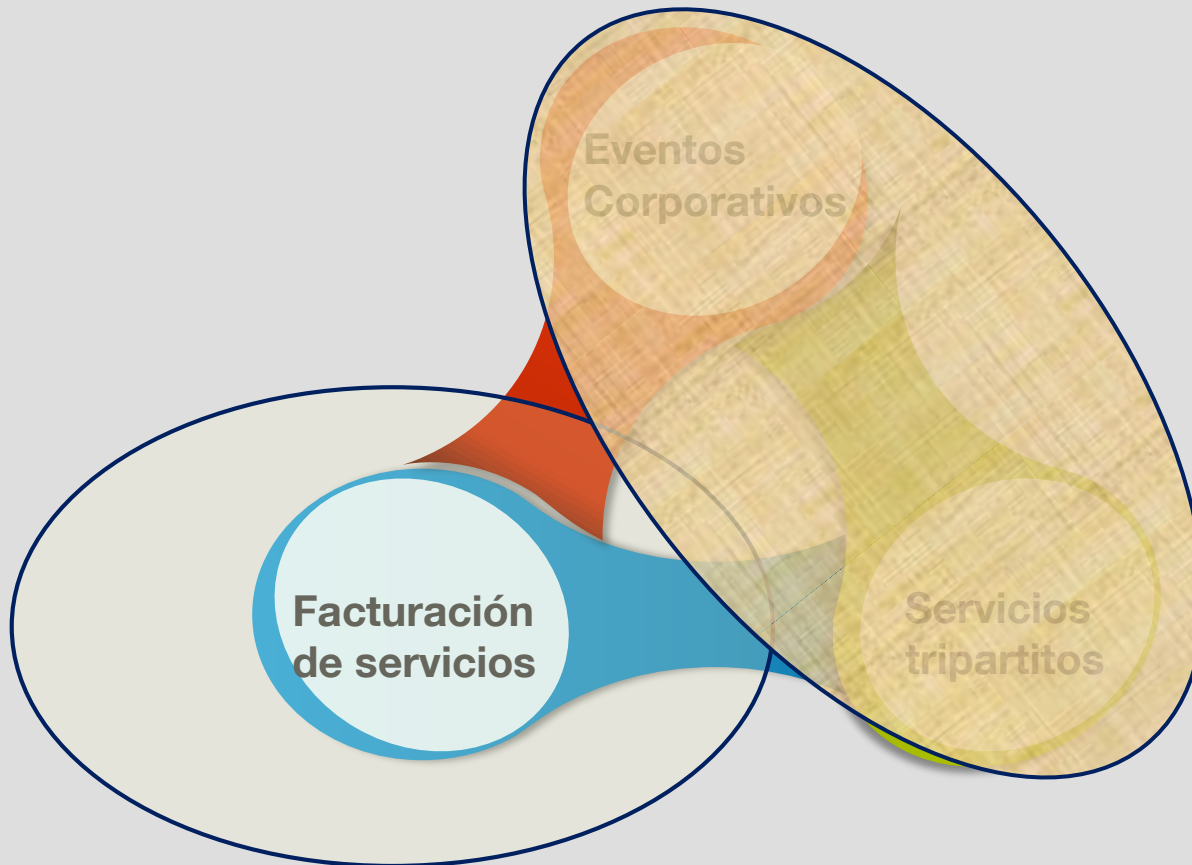 Eventos
Corporativos
Facturación
de servicios
Servicios
tripartitos